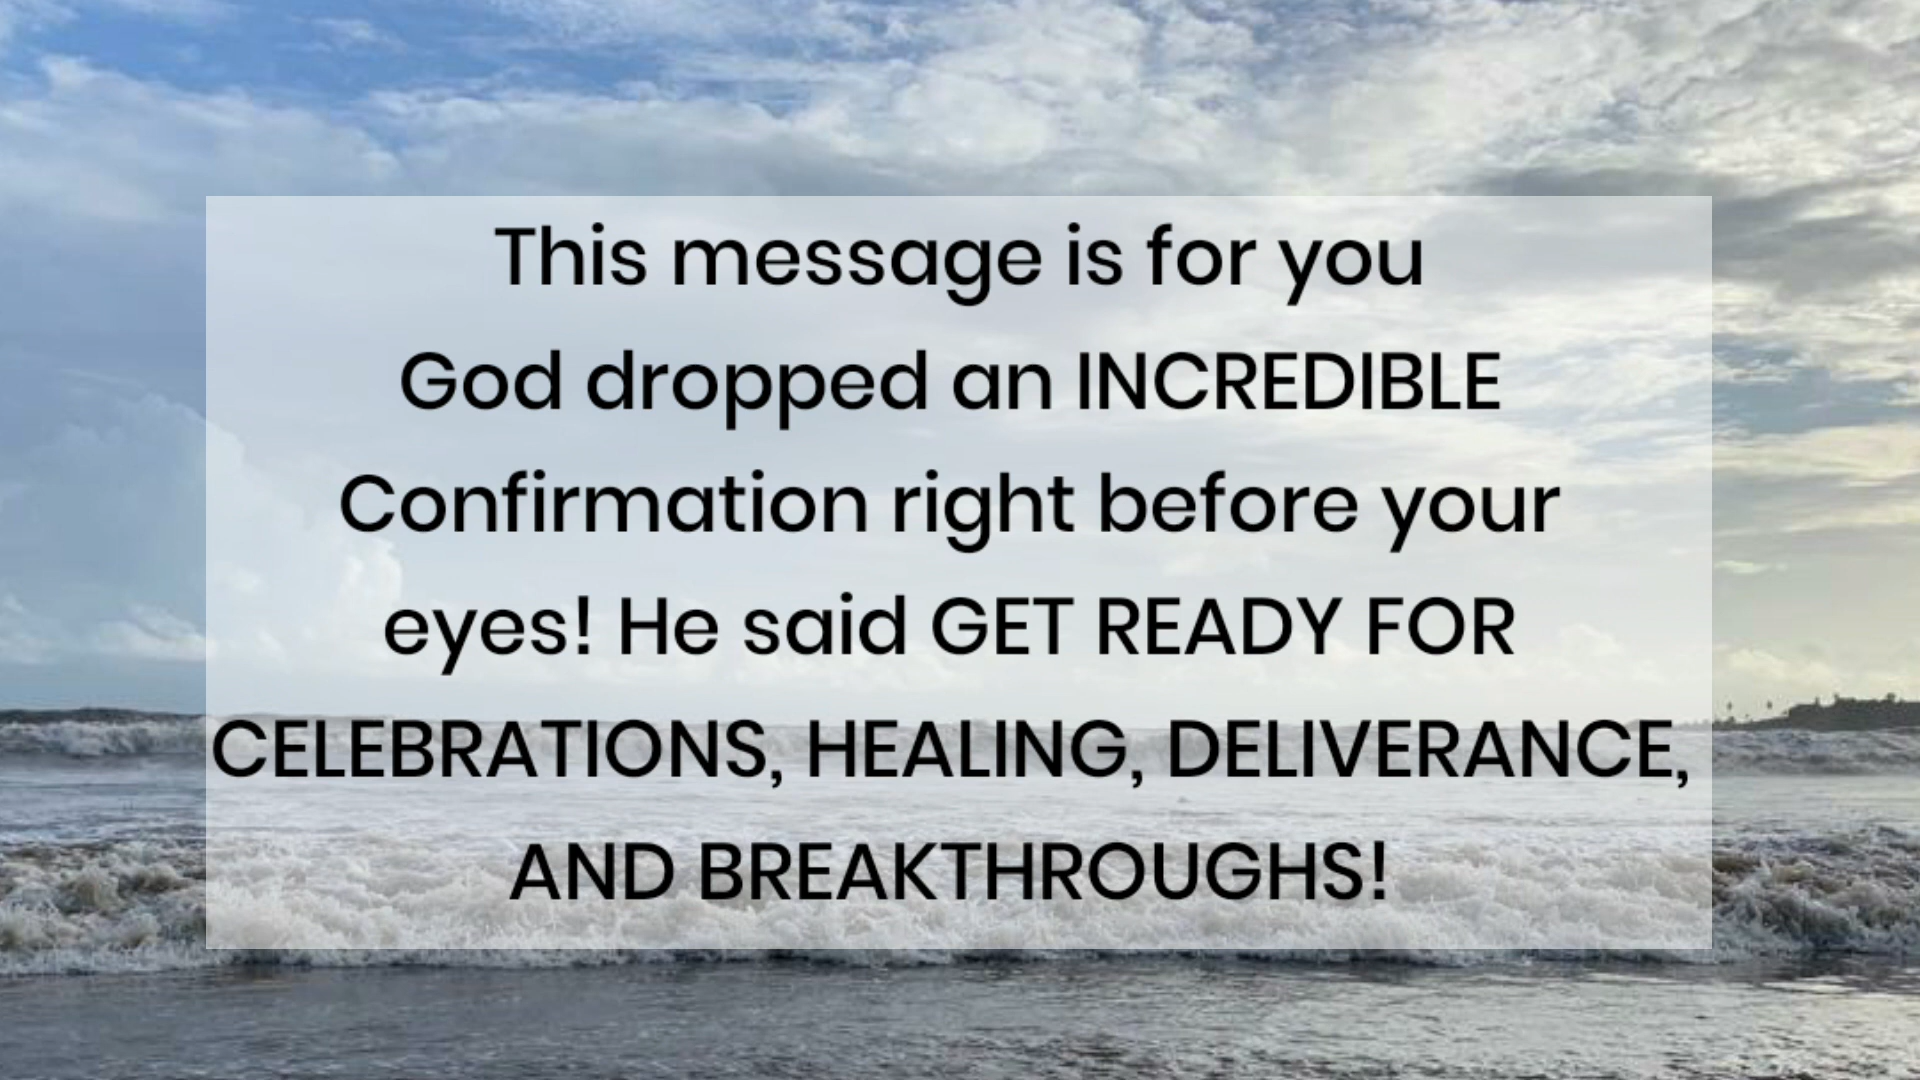 This message is for you
God dropped an INCREDIBLE
Confirmation right before your
eyes! He said GET READY FOR
CELEBRATIONS, HEALING, DELIVERANCE,
AND BREAKTHROUGHS!